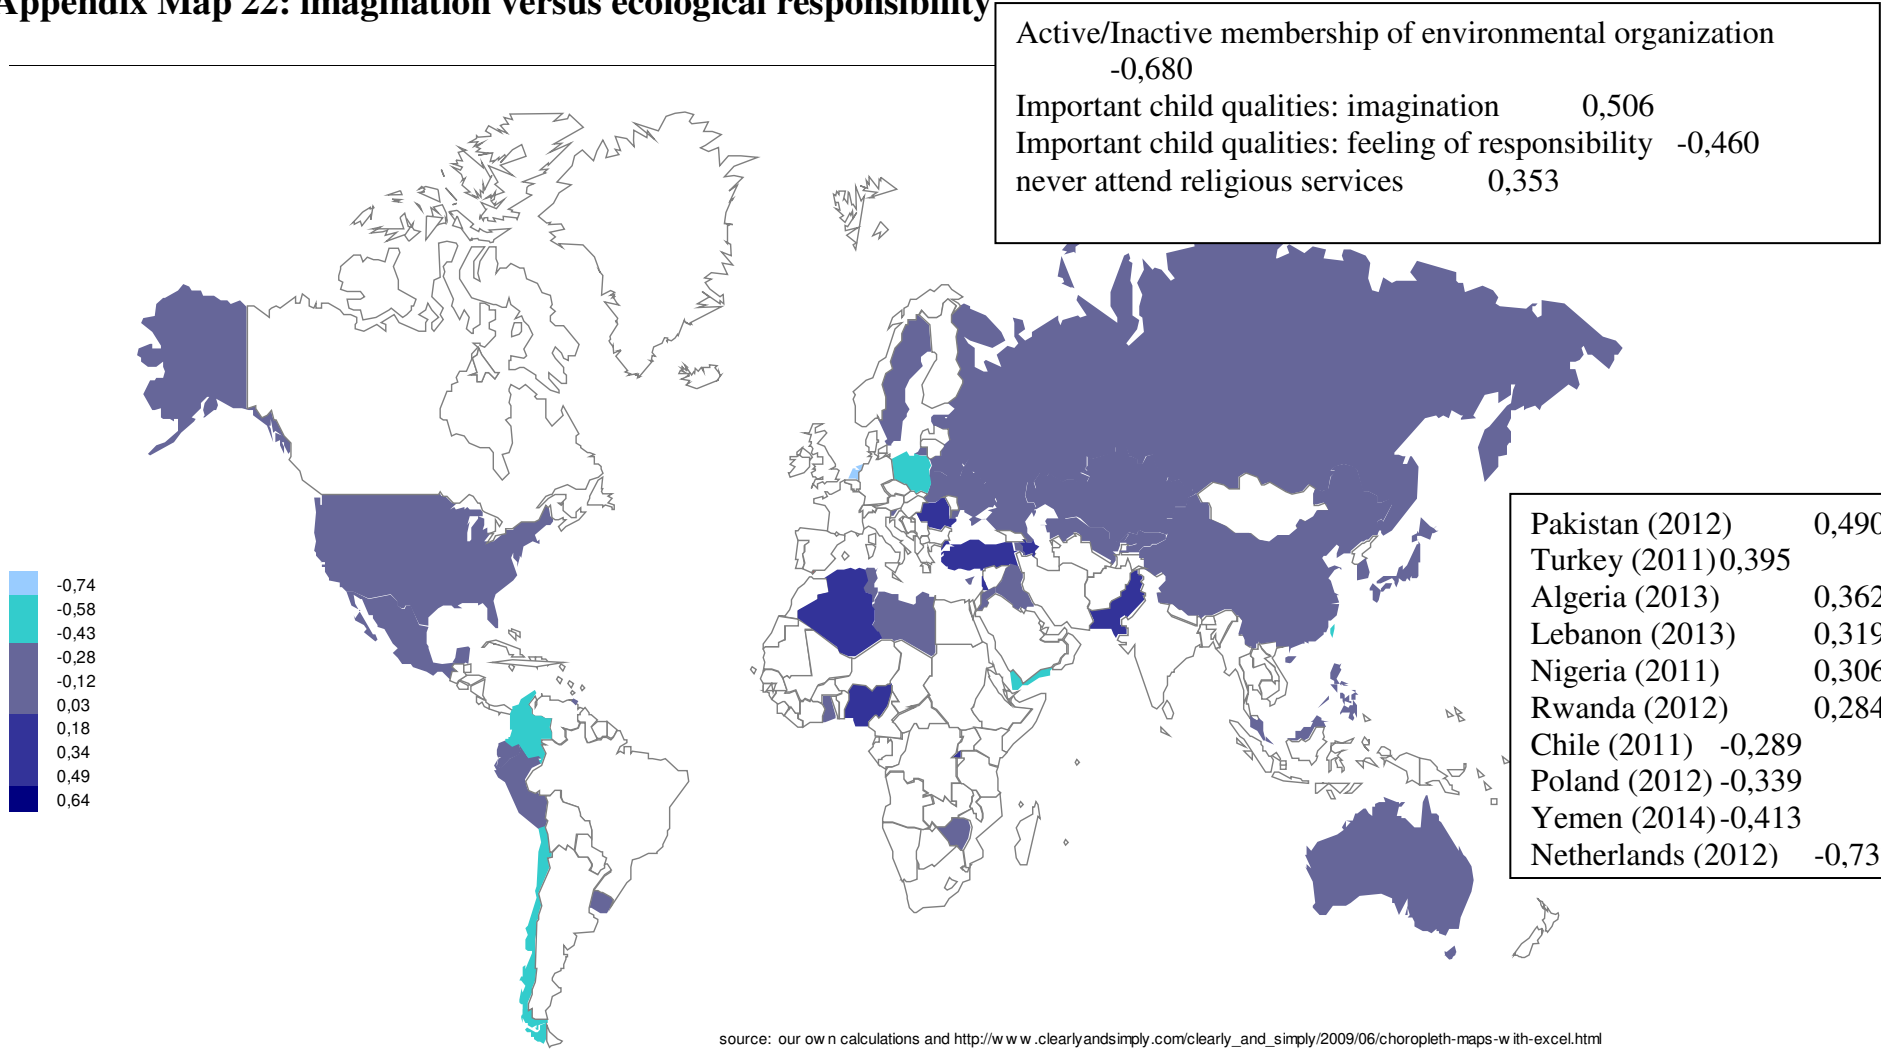 Appendix Map 22: imagination versus ecological responsibility
Active/Inactive membership of environmental organization
-0,680
Important child qualities: imagination 0,506
Important child qualities: feeling of responsibility -0,460
never attend religious services 0,353
-0,74
-0,58
-0,43
-0,28
-0,12
0,03
0,18
0,34
0,49
0,64
Pakistan (2012) 0,490
Turkey (2011) 0,395
Algeria (2013) 0,362
Lebanon (2013) 0,319
Nigeria (2011) 0,306
Rwanda (2012) 0,284
Chile (2011) -0,289
Poland (2012) -0,339
Yemen (2014) -0,413
Netherlands (2012) -0,73
source: our own calculations and http://www.clearlyandsimply.com/clearly_and_simply/2009/06/choropleth-maps-with-excel.html